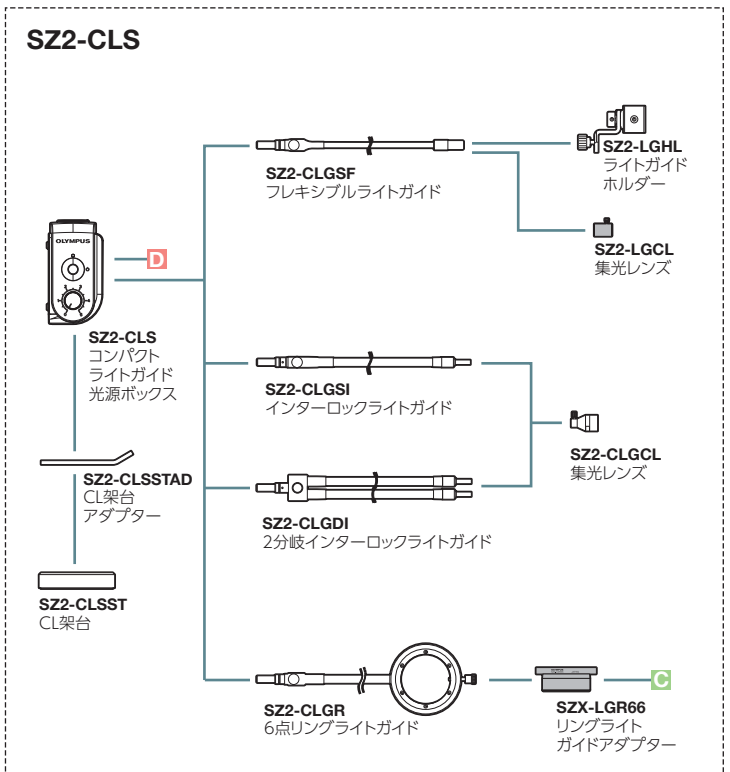 SZ2-CLS
SZ2-LGHL
ライトガイド
ホルダー
SZ2-CLGSF
フレキシブルライトガイド
SZ2-LGCL
集光レンズ
OLYMPUS
D
SZ2-CLS
コンパクト
ライトガイド
光源ボックス
SZ2-CLGSI
インターロックライトガイド
SZ2-CLGCL
集光レンズ
SZ2-CLSSTAD
CL架台
アダプター
SZ2-CLGDI
2分岐インターロックライトガイド
SZ2-CLSST
CL架台
C
SZ2-CLGR
6点リングライトガイド
SZX-LGR66
リングライト
ガイドアダプター